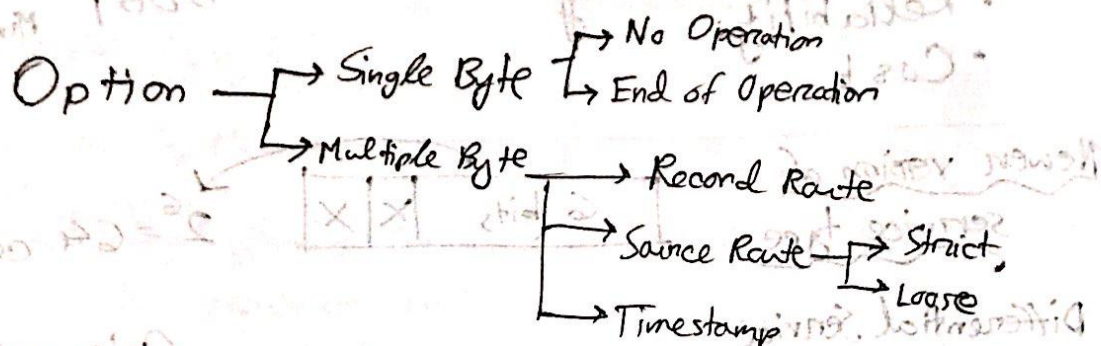 No Operation
Option Single Byte
End of Operation
Multiple Byte
Record Route
Source Route Strict
Loose
Timestamp